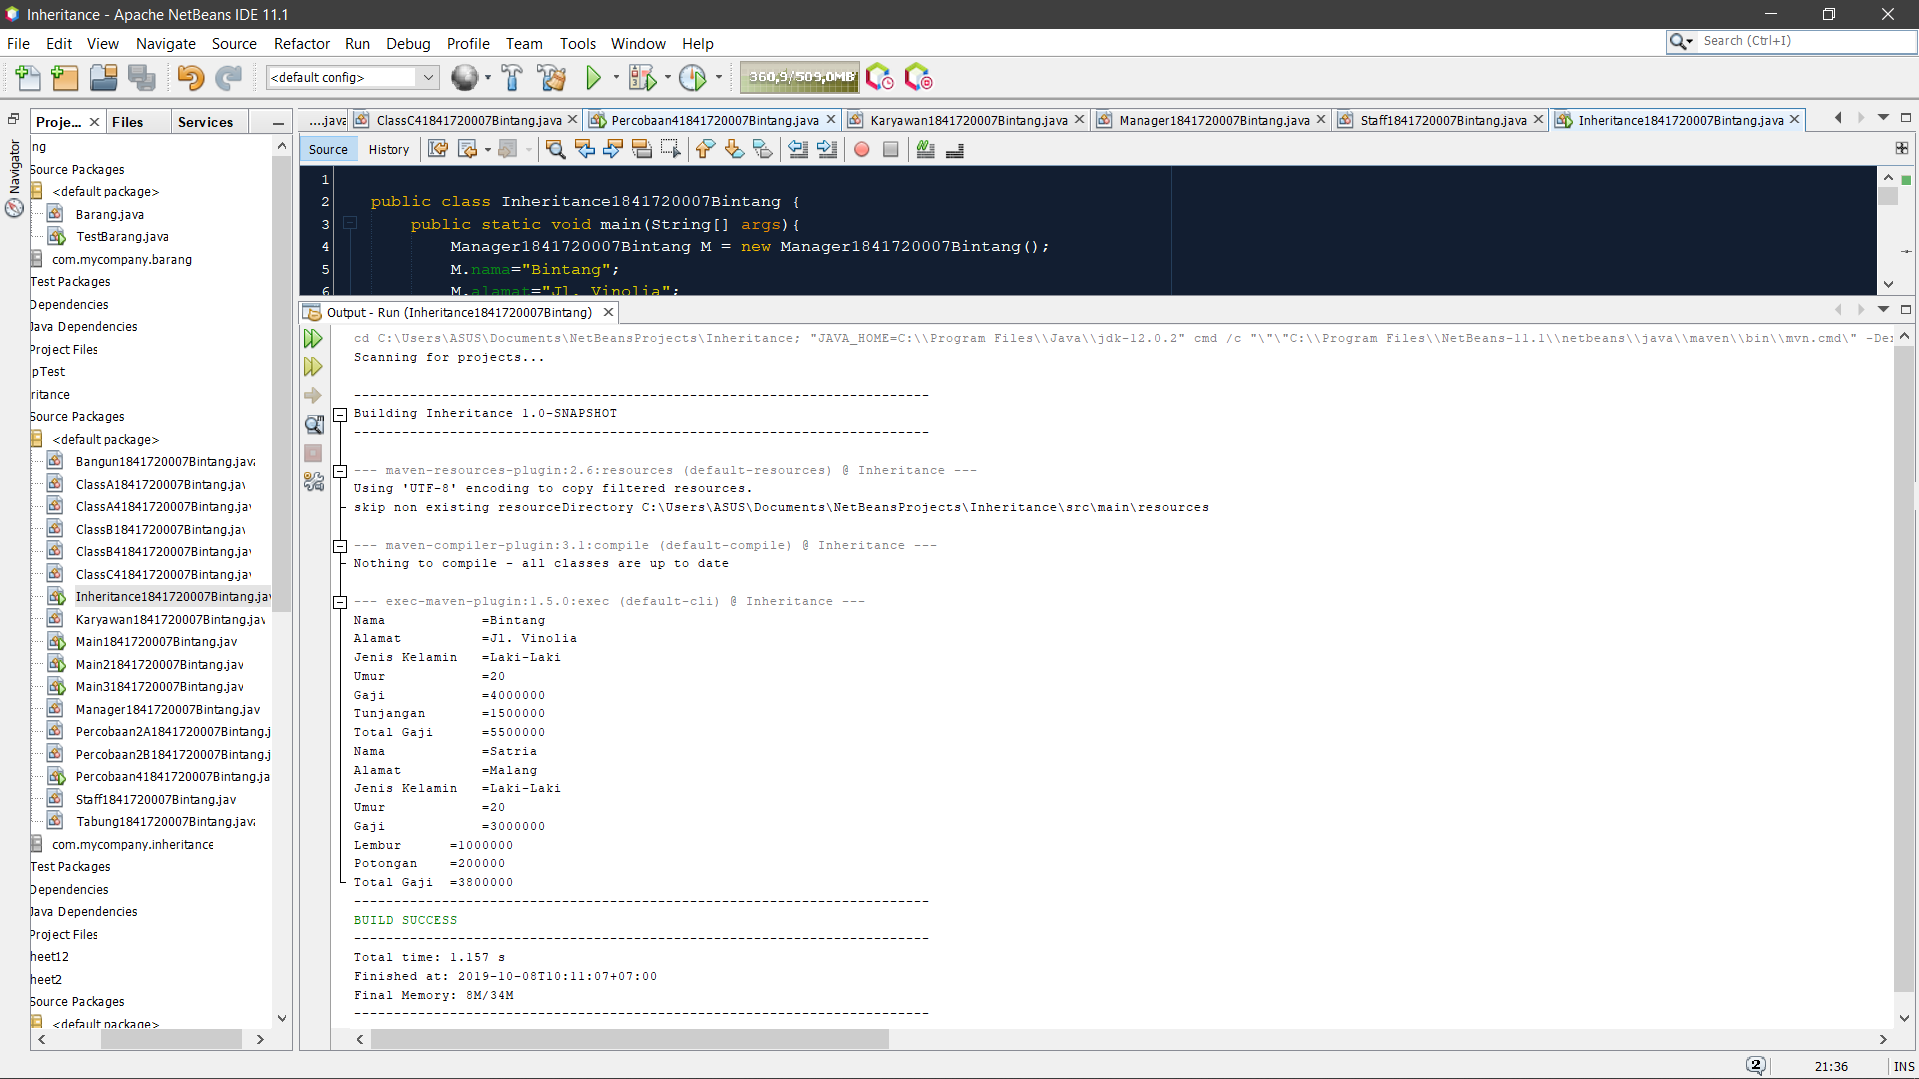 Inheritance - Apache NetBeans IDE 11.1
File Edit View Navigate Source Refactor Run Debug Profile Team Tools Window Help
Search (Ctrl+I)
<default config>
360,9/509,0MB
Proje... Files Services
....java ClassC41841720007Bintang.java Percobaan41841720007Bintang.java Karyawan1841720007Bintang.java Manager1841720007Bintang.java Staff1841720007Bintang.java Inheritance1841720007Bintang.java
Navigator
ng
Source Packages
<default package>
Barang.java
TestBarang.java
com.mycompany.barang
Test Packages
Dependencies
Java Dependencies
Project Files
pTest
ritance
Source Packages
<default package>
Bangun1841720007Bintang.java
ClassA1841720007Bintang.jav
ClassA41841720007Bintang.jav
ClassB1841720007Bintang.jav
ClassB41841720007Bintang.jav
ClassC41841720007Bintang.jav
Inheritance1841720007Bintang.jav
Karyawan1841720007Bintang.jav
Main1841720007Bintang.jav
Main21841720007Bintang.jav
Main31841720007Bintang.jav
Manager1841720007Bintang.jav
Percobaan2A1841720007Bintang.j
Percobaan2B1841720007Bintang.j
Percobaan41841720007Bintang.ja
Staff1841720007Bintang.jav
Tabung1841720007Bintang.java
com.mycompany.inheritance
Test Packages
Dependencies
Java Dependencies
Project Files
heet12
heet2
Source Packages
<default package>
Source History
1
2 public class Inheritance1841720007Bintang {
3 public static void main(String[] args){
4 Manager1841720007Bintang M = new Manager1841720007Bintang();
5 M.nama="Bintang";
6 M.alamat="Jl. Vinolia";
Output - Run (Inheritance1841720007Bintang)
cd C:\Users\ASUS\Documents\NetBeansProjects\Inheritance; "JAVA_HOME=C:\\Program Files\\Java\\jdk-12.0.2" cmd /c "\"\"C:\\Program Files\\NetBeans-11.1\\netbeans\\java\\maven\\bin\\mvn.cmd\" -De
Scanning for projects...
------------------------------------------------------------------------
Building Inheritance 1.0-SNAPSHOT
------------------------------------------------------------------------
--- maven-resources-plugin:2.6:resources (default-resources) @ Inheritance ---
Using 'UTF-8' encoding to copy filtered resources.
skip non existing resourceDirectory C:\Users\ASUS\Documents\NetBeansProjects\Inheritance\src\main\resources
--- maven-compiler-plugin:3.1:compile (default-compile) @ Inheritance ---
Nothing to compile - all classes are up to date
--- exec-maven-plugin:1.5.0:exec (default-cli) @ Inheritance ---
Nama =Bintang
Alamat =Jl. Vinolia
Jenis Kelamin =Laki-Laki
Umur =20
Gaji =4000000
Tunjangan =1500000
Total Gaji =5500000
Nama =Satria
Alamat =Malang
Jenis Kelamin =Laki-Laki
Umur =20
Gaji =3000000
Lembur =1000000
Potongan =200000
Total Gaji =3800000
------------------------------------------------------------------------
BUILD SUCCESS
------------------------------------------------------------------------
Total time: 1.157 s
Finished at: 2019-10-08T10:11:07+07:00
Final Memory: 8M/34M
------------------------------------------------------------------------
2 21:36 INS